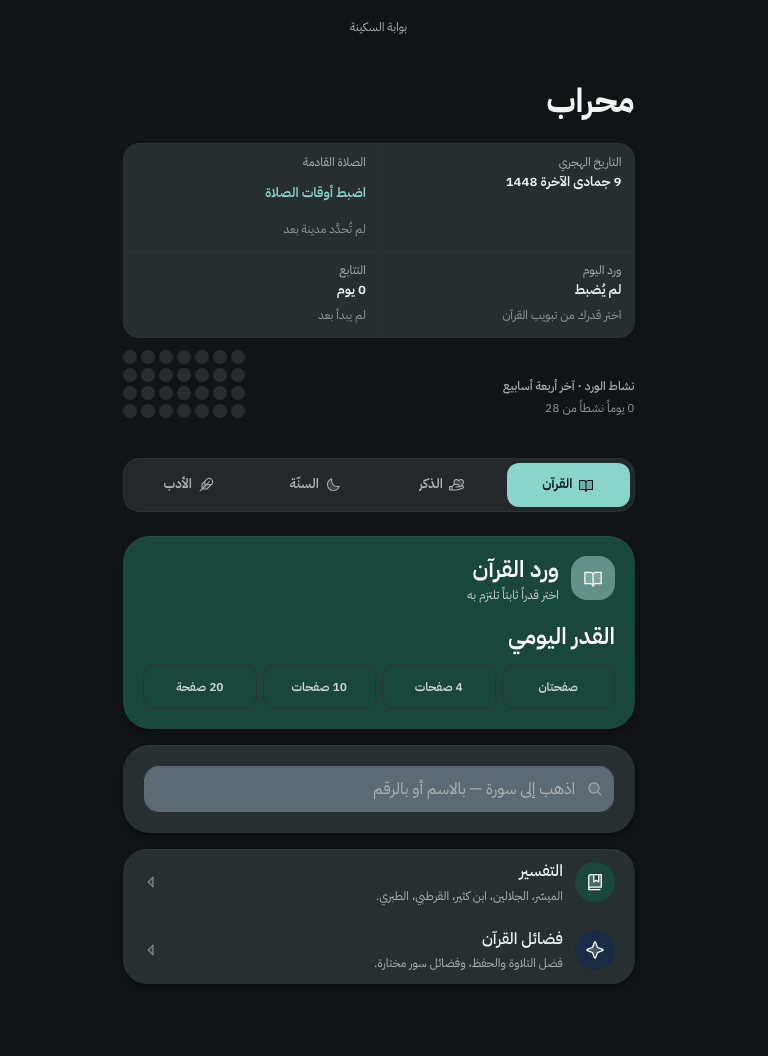 بوابة السكينة
محراب
التاريخ الهجري
9 جمادى الآخرة 1448
الصلاة القادمة
اضبط أوقات الصلاة
لم تُحدَّد مدينة بعد
ورد اليوم
لم يُضبط
اختر قدرك من تبويب القرآن
التتابع
0 يوم
لم يبدأ بعد
نشاط الورد · آخر أربعة أسابيع
0 يوماً نشطاً من 28
القرآن
الذكر
السنّة
الأدب
ورد القرآن
اختر قدراً ثابتاً تلتزم به
القدر اليومي
صفحتان
4 صفحات
10 صفحات
20 صفحة
اذهب إلى سورة — بالاسم أو بالرقم
التفسير
الميسّر، الجلالين، ابن كثير، القرطبي، الطبري.
فضائل القرآن
فضل التلاوة والحفظ، وفضائل سور مختارة.